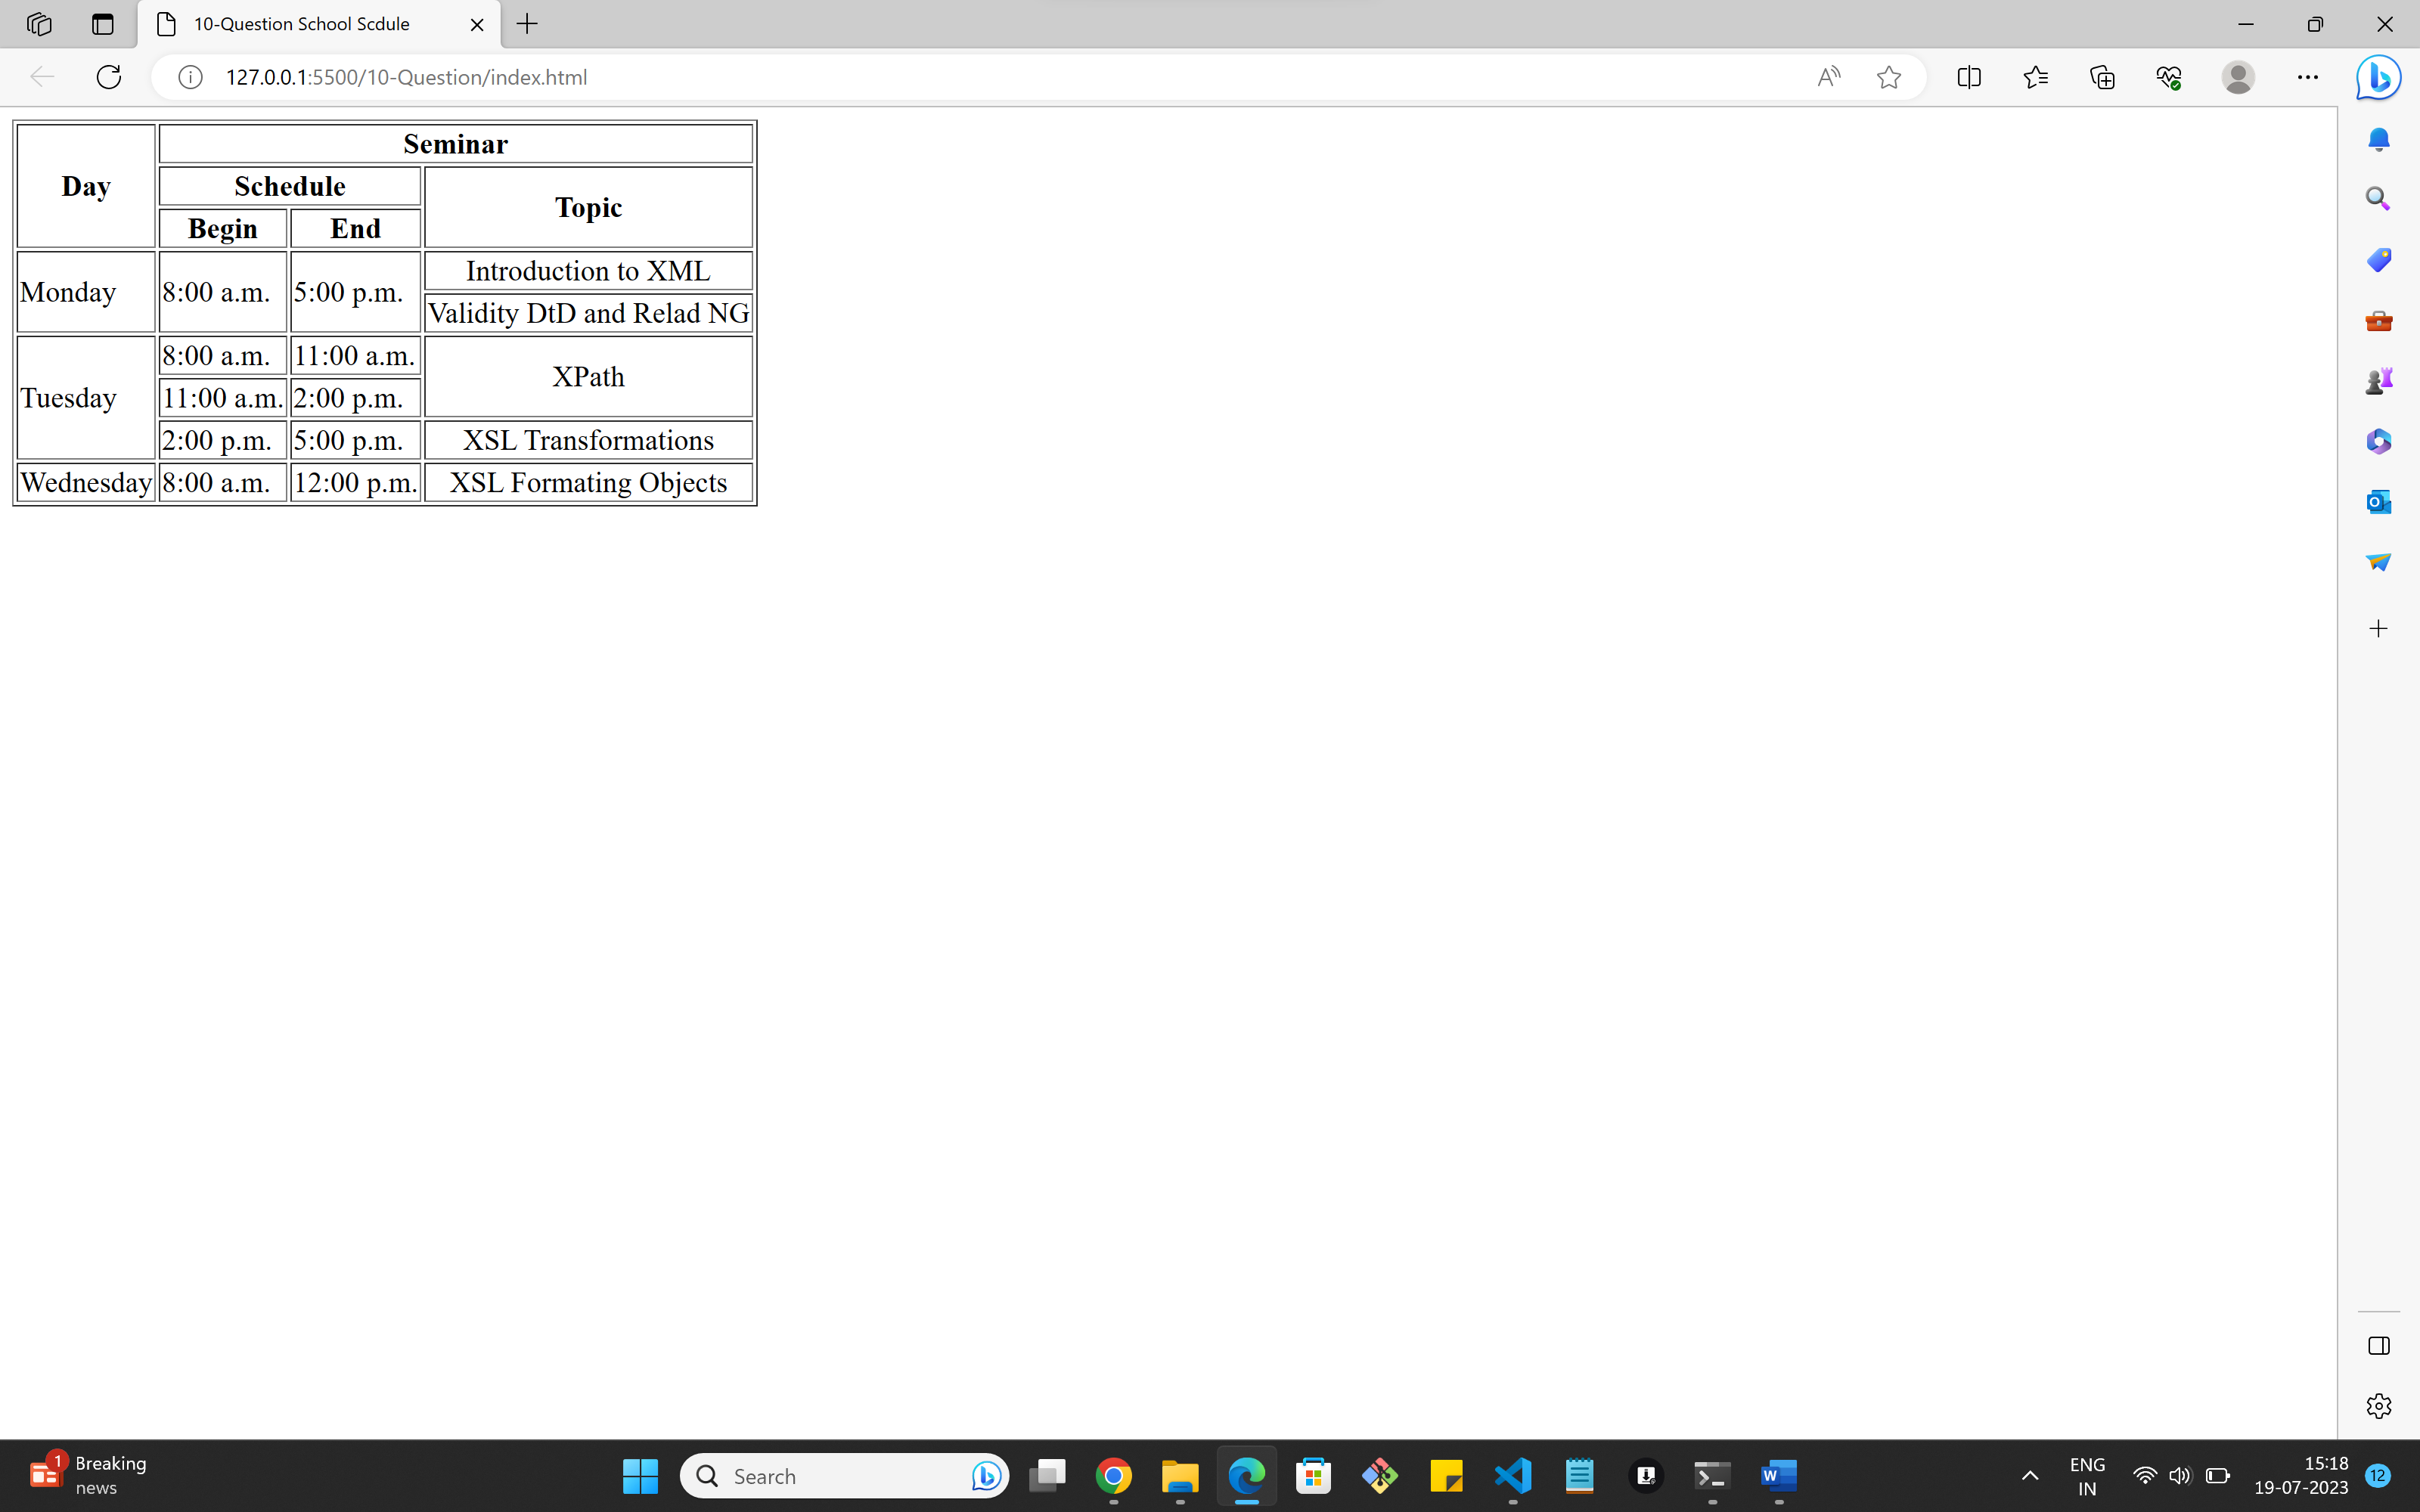 10-Question School Scdule
127.0.0.1:5500/10-Question/index.html
Seminar
Day
Schedule
Topic
Begin End
Monday 8:00 a.m. 5:00 p.m. Introduction to XML
Validity DtD and Relad NG
Tuesday 8:00 a.m. 11:00 a.m. XPath
11:00 a.m. 2:00 p.m.
2:00 p.m. 5:00 p.m. XSL Transformations
Wednesday 8:00 a.m. 12:00 p.m. XSL Formating Objects
1 Breaking
news
Search
ENG
IN
15:18
19-07-2023
12